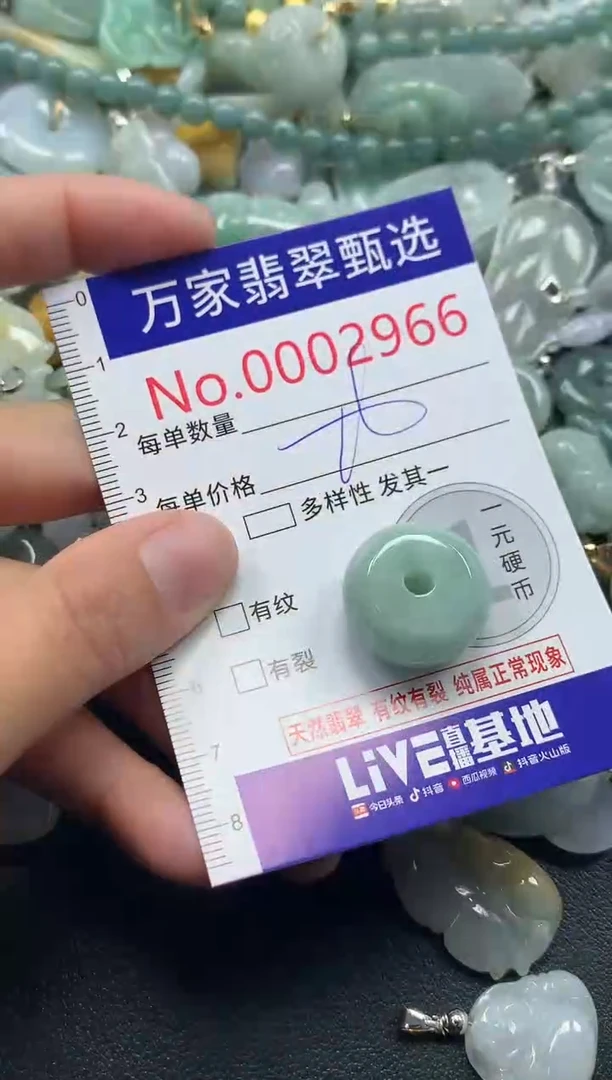 万家翡翠甄选
No.0002966
每单数量
每单价格
多样性 发其一
一元硬币
有纹
有裂
天然翡翠 有纹有裂 纯属正常现象
LiVE直播基地
今日头条 抖音 西瓜视频 抖音火山版
0
1
2
3
6
7
8